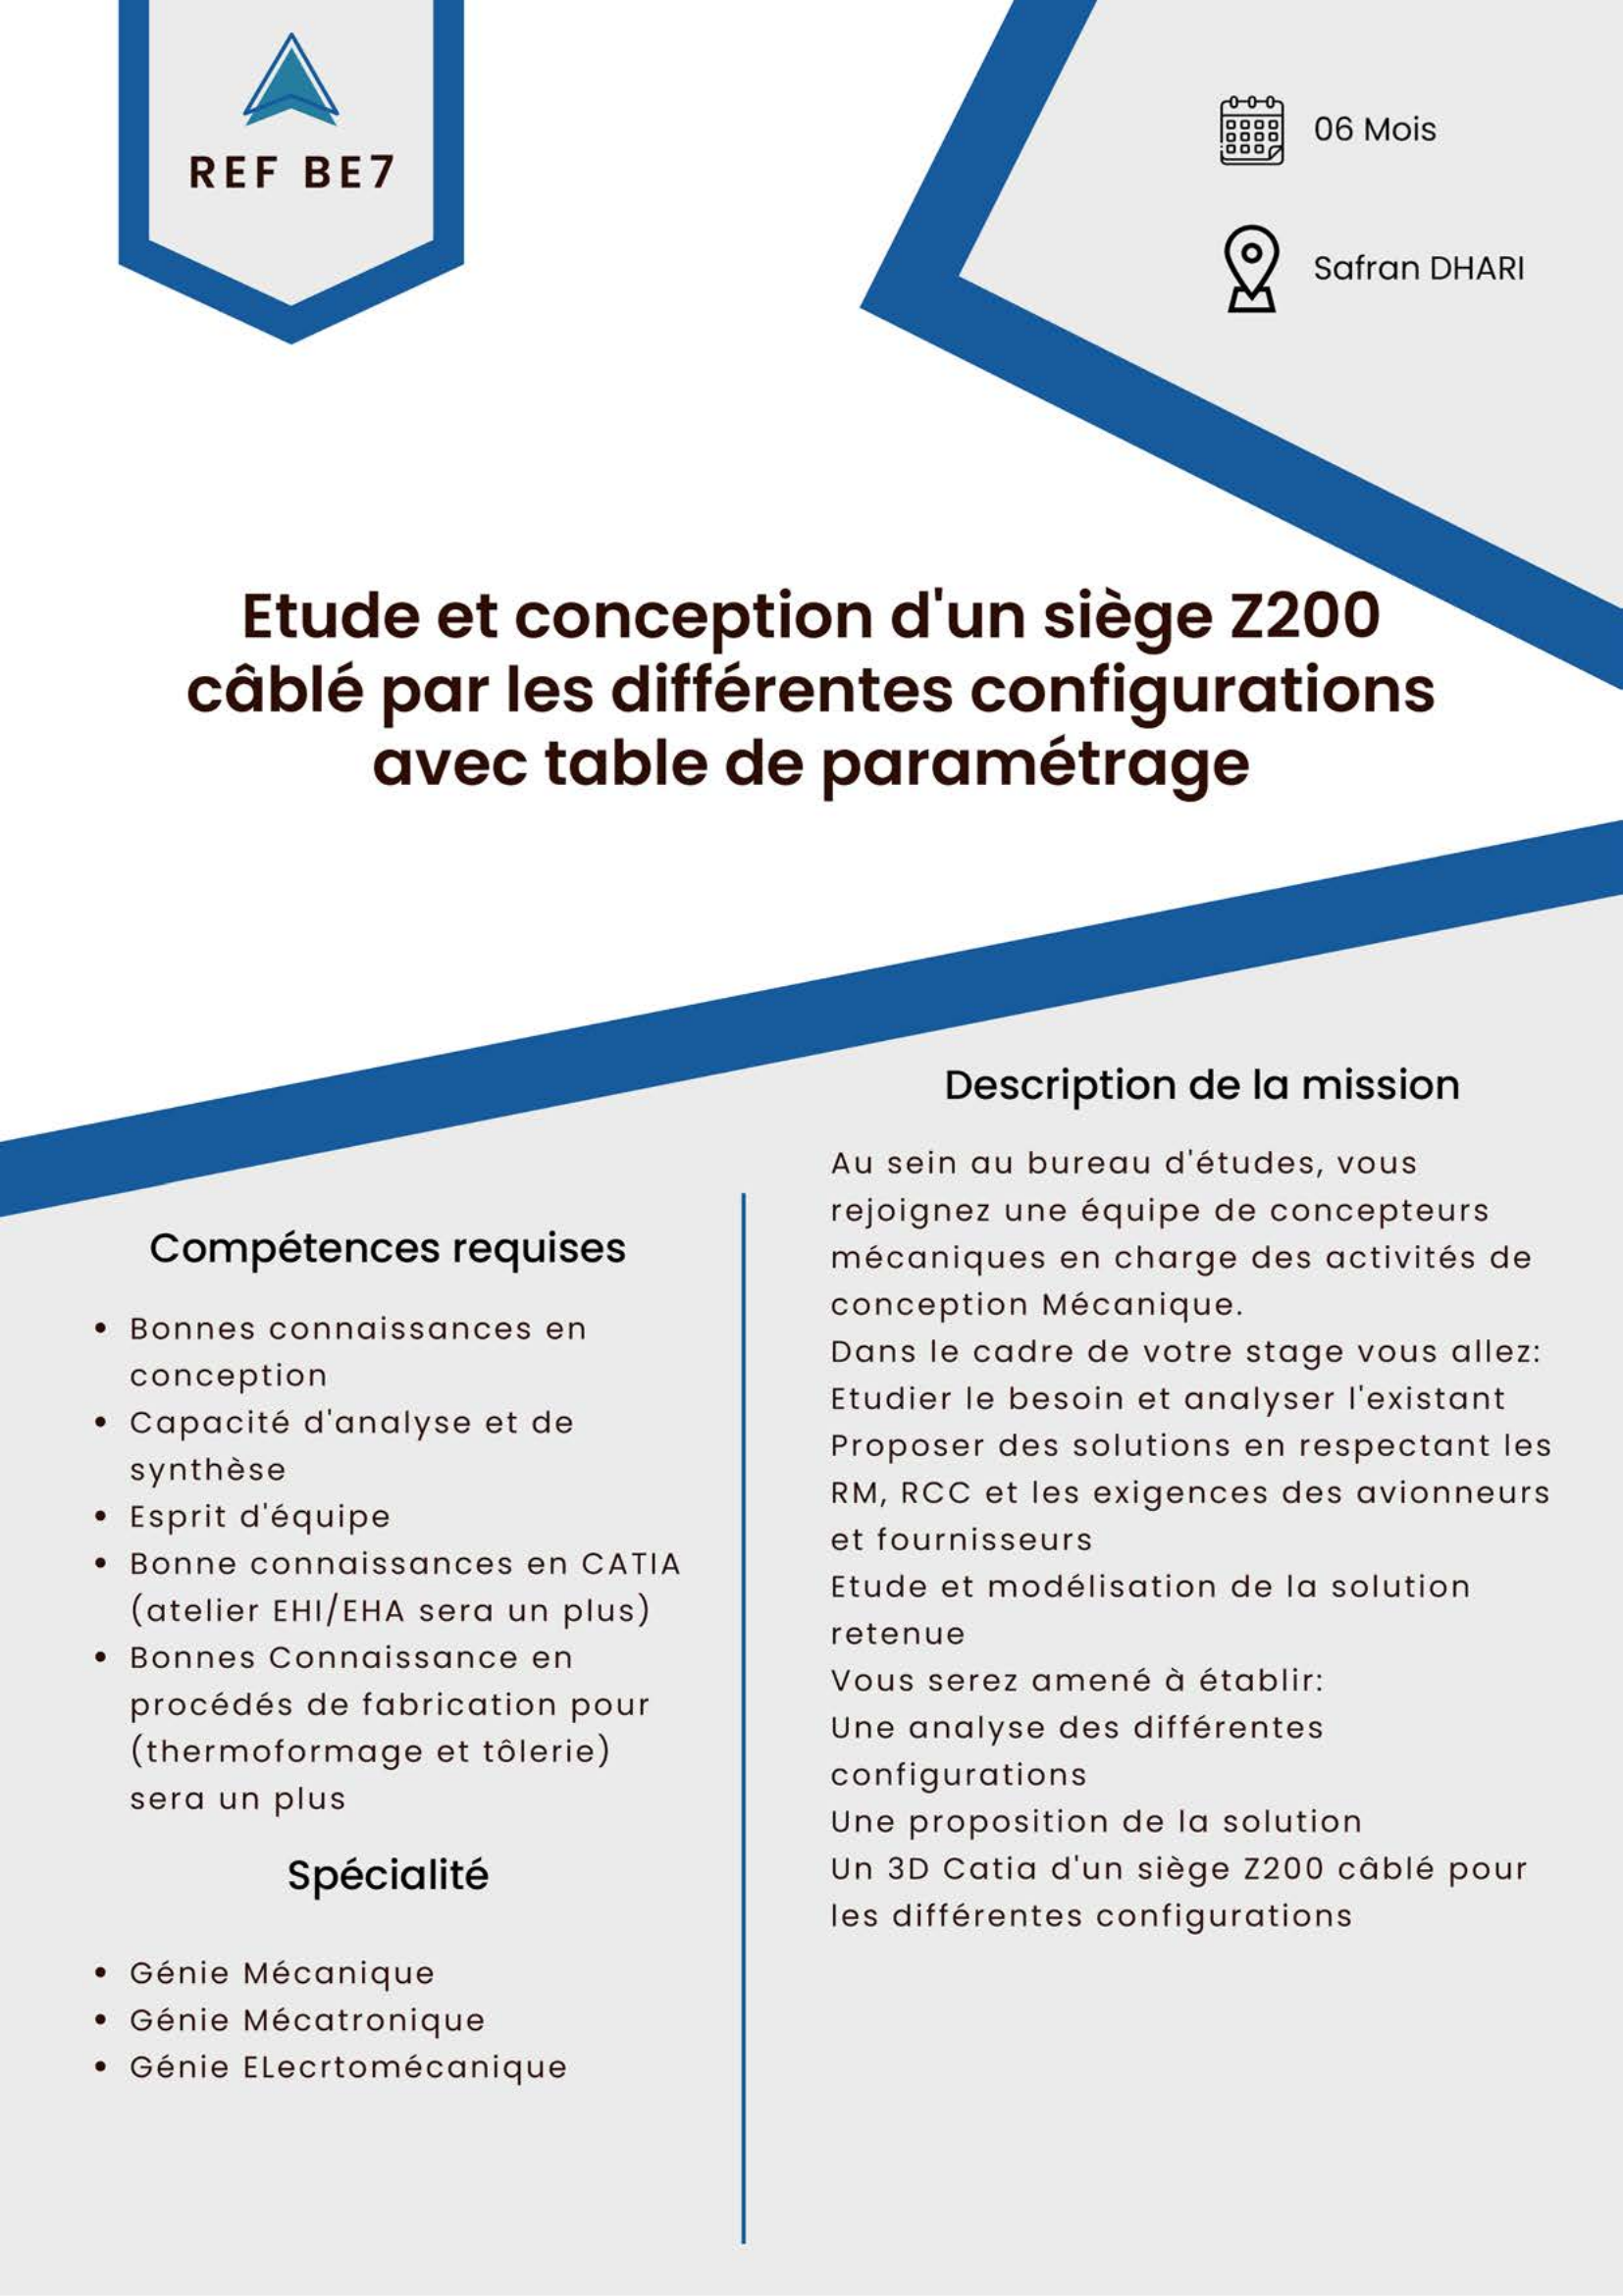 REF BE7
06 Mois
Safran DHARI
Etude et conception d'un siège Z200
câblé par les différentes configurations
avec table de paramétrage
Compétences requises
• Bonnes connaissances en
conception
• Capacité d'analyse et de
synthèse
• Esprit d'équipe
• Bonne connaissances en CATIA
(atelier EHI/EHA sera un plus)
• Bonnes Connaissance en
procédés de fabrication pour
(thermoformage et tôlerie)
sera un plus
Spécialité
• Génie Mécanique
• Génie Mécatronique
• Génie ELecrtomécanique
Description de la mission
Au sein au bureau d'études, vous
rejoignez une équipe de concepteurs
mécaniques en charge des activités de
conception Mécanique.
Dans le cadre de votre stage vous allez:
Etudier le besoin et analyser l'existant
Proposer des solutions en respectant les
RM, RCC et les exigences des avionneurs
et fournisseurs
Etude et modélisation de la solution
retenue
Vous serez amené à établir:
Une analyse des différentes
configurations
Une proposition de la solution
Un 3D Catia d'un siège Z200 câblé pour
les différentes configurations